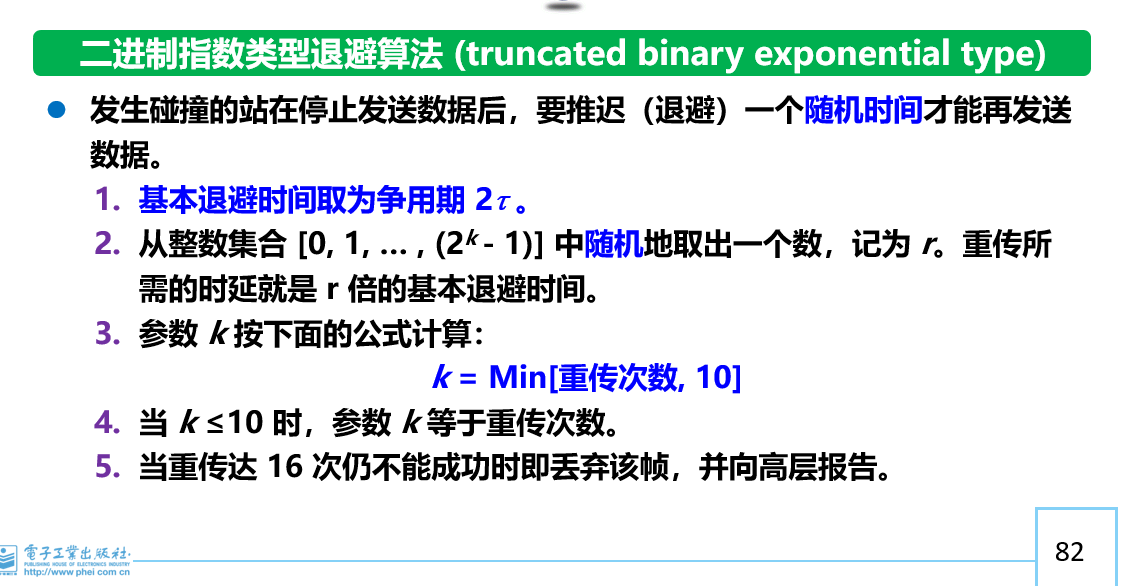 二进制指数类型退避算法 (truncated binary exponential type)
发生碰撞的站在停止发送数据后，要推迟（退避）一个随机时间才能再发送
数据。
1. 基本退避时间取为争用期 2τ。
2. 从整数集合 [0, 1, … , (2ᵏ - 1)] 中随机地取出一个数，记为 r。重传所
需的时延就是 r 倍的基本退避时间。
3. 参数 k 按下面的公式计算：
k = Min[重传次数, 10]
4. 当 k ≤10 时，参数 k 等于重传次数。
5. 当重传达 16 次仍不能成功时即丢弃该帧，并向高层报告。
電子工業出版社
PUBLISHING HOUSE OF ELECTRONICS INDUSTRY
http://www.phei.com.cn
82